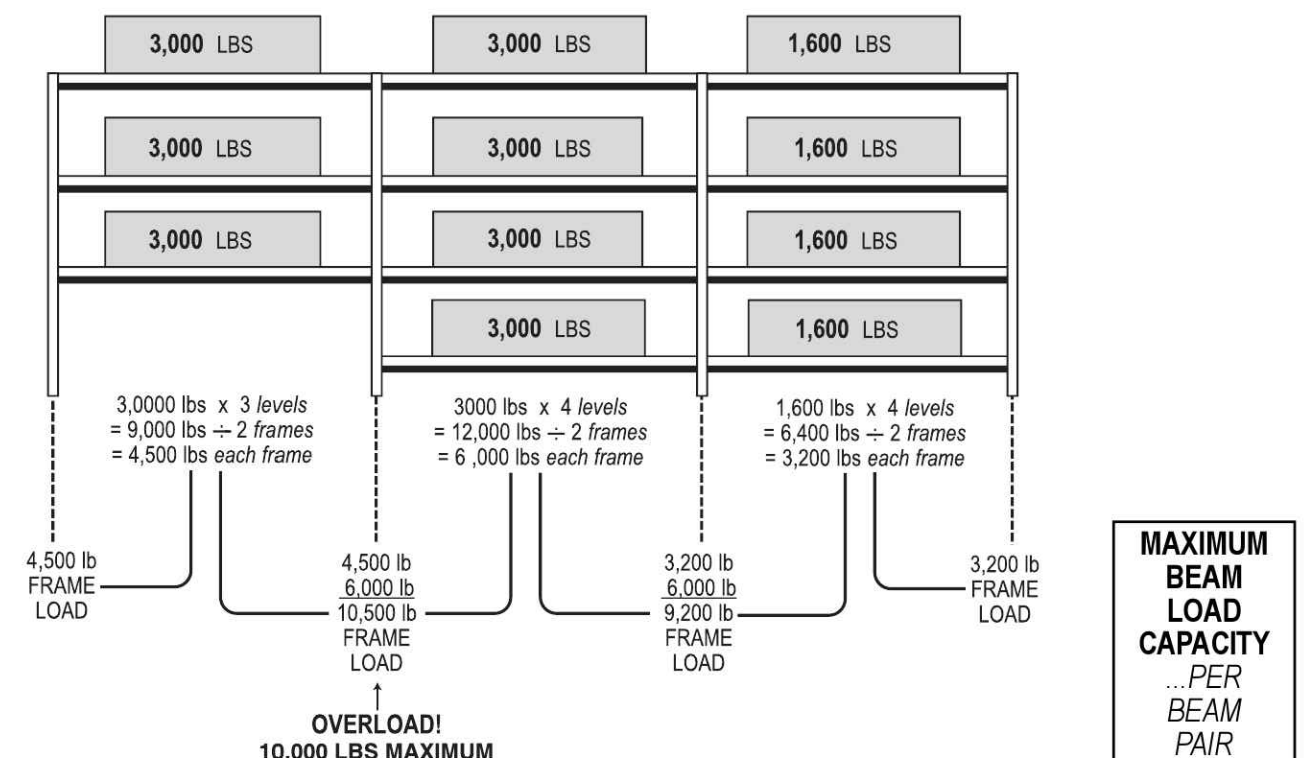 3,000 LBS
3,000 LBS
1,600 LBS
3,000 LBS
3,000 LBS
1,600 LBS
3,000 LBS
3,000 LBS
1,600 LBS
3,000 LBS
1,600 LBS
3,0000 lbs x 3 levels
= 9,000 lbs ÷ 2 frames
= 4,500 lbs each frame
3000 lbs x 4 levels
= 12,000 lbs ÷ 2 frames
= 6 ,000 lbs each frame
1,600 lbs x 4 levels
= 6,400 lbs ÷ 2 frames
= 3,200 lbs each frame
4,500 lb
FRAME
LOAD
4,500 lb
6,000 lb
10,500 lb
FRAME
LOAD
3,200 lb
6,000 lb
9,200 lb
FRAME
LOAD
3,200 lb
FRAME
LOAD
OVERLOAD!
10,000 LBS MAXIMUM
MAXIMUM
BEAM
LOAD
CAPACITY
...PER
BEAM
PAIR